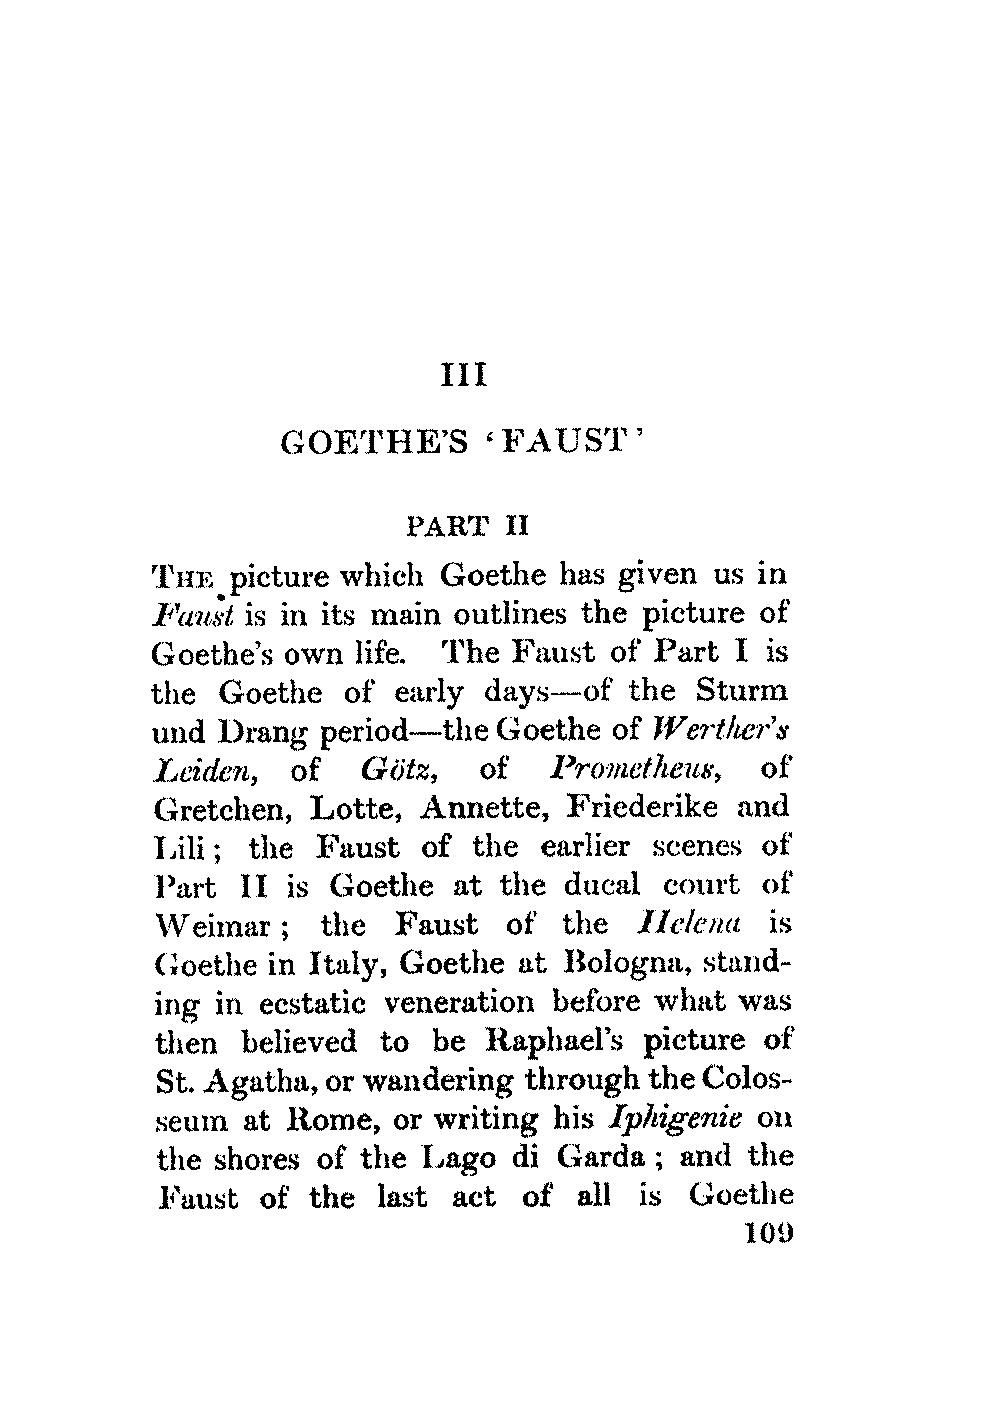 III
GOETHE'S ‘FAUST’
PART II
THE picture which Goethe has given us in
Faust is in its main outlines the picture of
Goethe's own life. The Faust of Part I is
the Goethe of early days—of the Sturm
und Drang period—the Goethe of Werther's
Leiden, of Götz, of Prometheus, of
Gretchen, Lotte, Annette, Friederike and
Lili; the Faust of the earlier scenes of
Part II is Goethe at the ducal court of
Weimar; the Faust of the Helena is
Goethe in Italy, Goethe at Bologna, stand-
ing in ecstatic veneration before what was
then believed to be Raphael's picture of
St. Agatha, or wandering through the Colos-
seum at Rome, or writing his Iphigenie on
the shores of the Lago di Garda; and the
Faust of the last act of all is Goethe
109